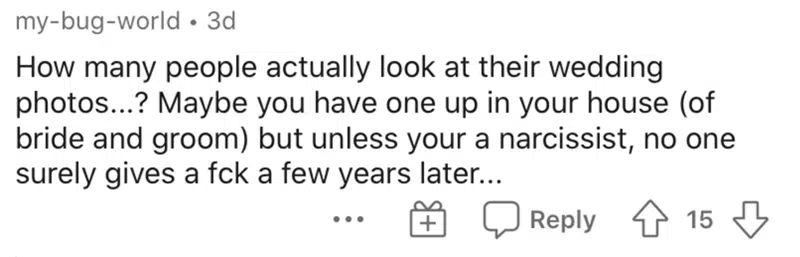 my-bug-world • 3d
How many people actually look at their wedding
photos...? Maybe you have one up in your house (of
bride and groom) but unless your a narcissist, no one
surely gives a fck a few years later...
Reply 15